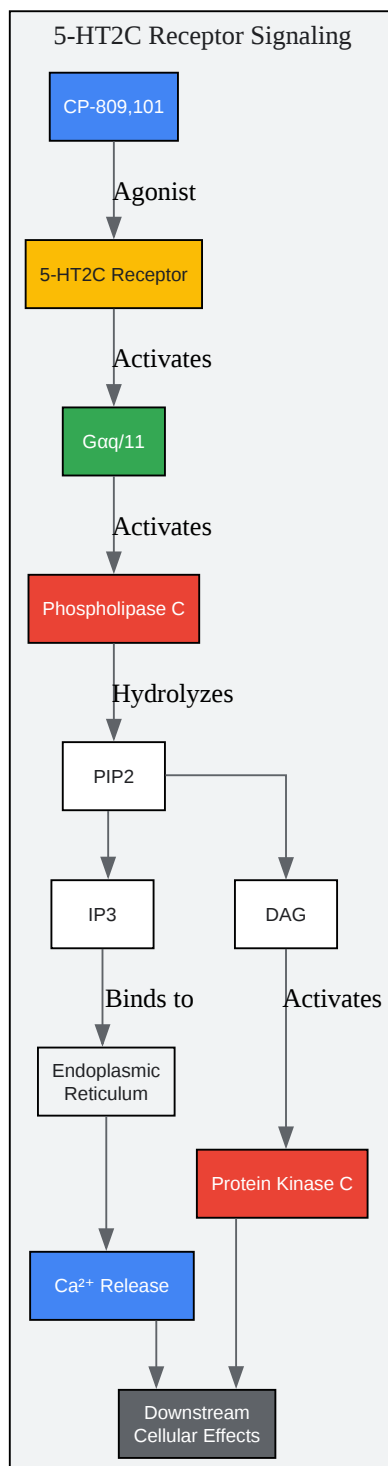 5-HT2C Receptor Signaling
CP-809,101
Agonist
5-HT2C Receptor
Activates
Gαq/11
Activates
Phospholipase C
Hydrolyzes
PIP2
IP3
DAG
Binds to
Activates
Endoplasmic
Reticulum
Protein Kinase C
Ca²⁺ Release
Downstream
Cellular Effects